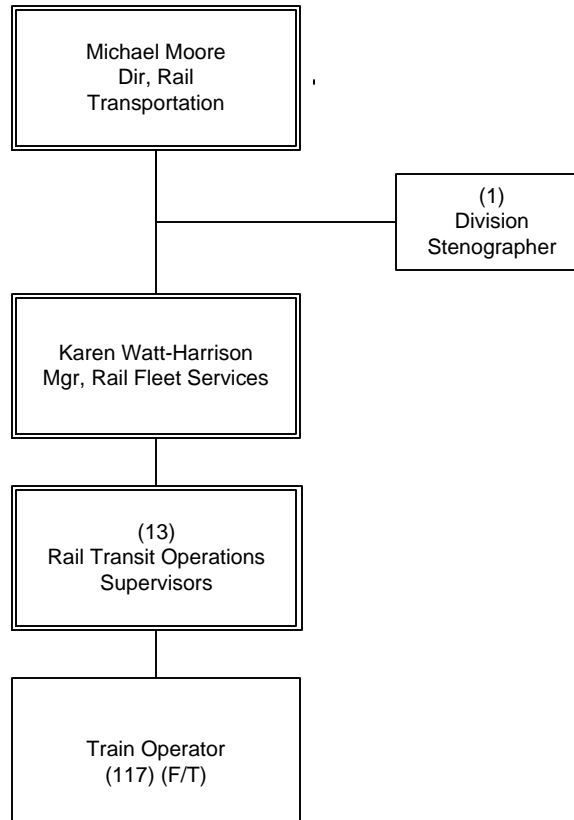 Michael Moore
Dir, Rail
Transportation
(1)
Division
Stenographer
Karen Watt-Harrison
Mgr, Rail Fleet Services
(13)
Rail Transit Operations
Supervisors
Train Operator
(117) (F/T)